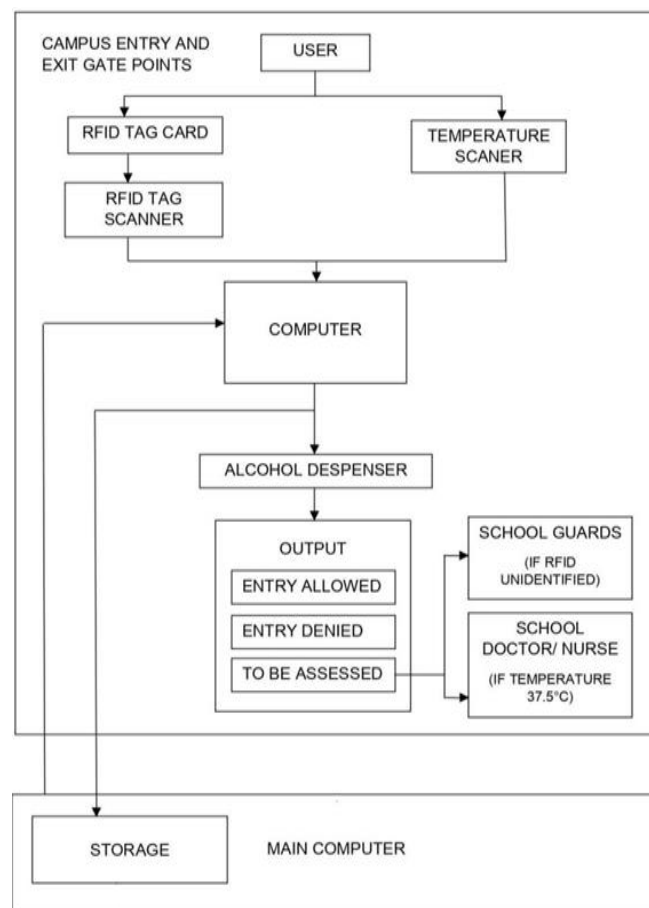 CAMPUS ENTRY AND
EXIT GATE POINTS
USER
RFID TAG CARD
TEMPERATURE
SCANER
RFID TAG
SCANNER
COMPUTER
ALCOHOL DESPENSER
OUTPUT
ENTRY ALLOWED
ENTRY DENIED
TO BE ASSESSED
SCHOOL GUARDS
(IF RFID
UNIDENTIFIED)
SCHOOL
DOCTOR/ NURSE
(IF TEMPERATURE
37.5°C)
STORAGE
MAIN COMPUTER